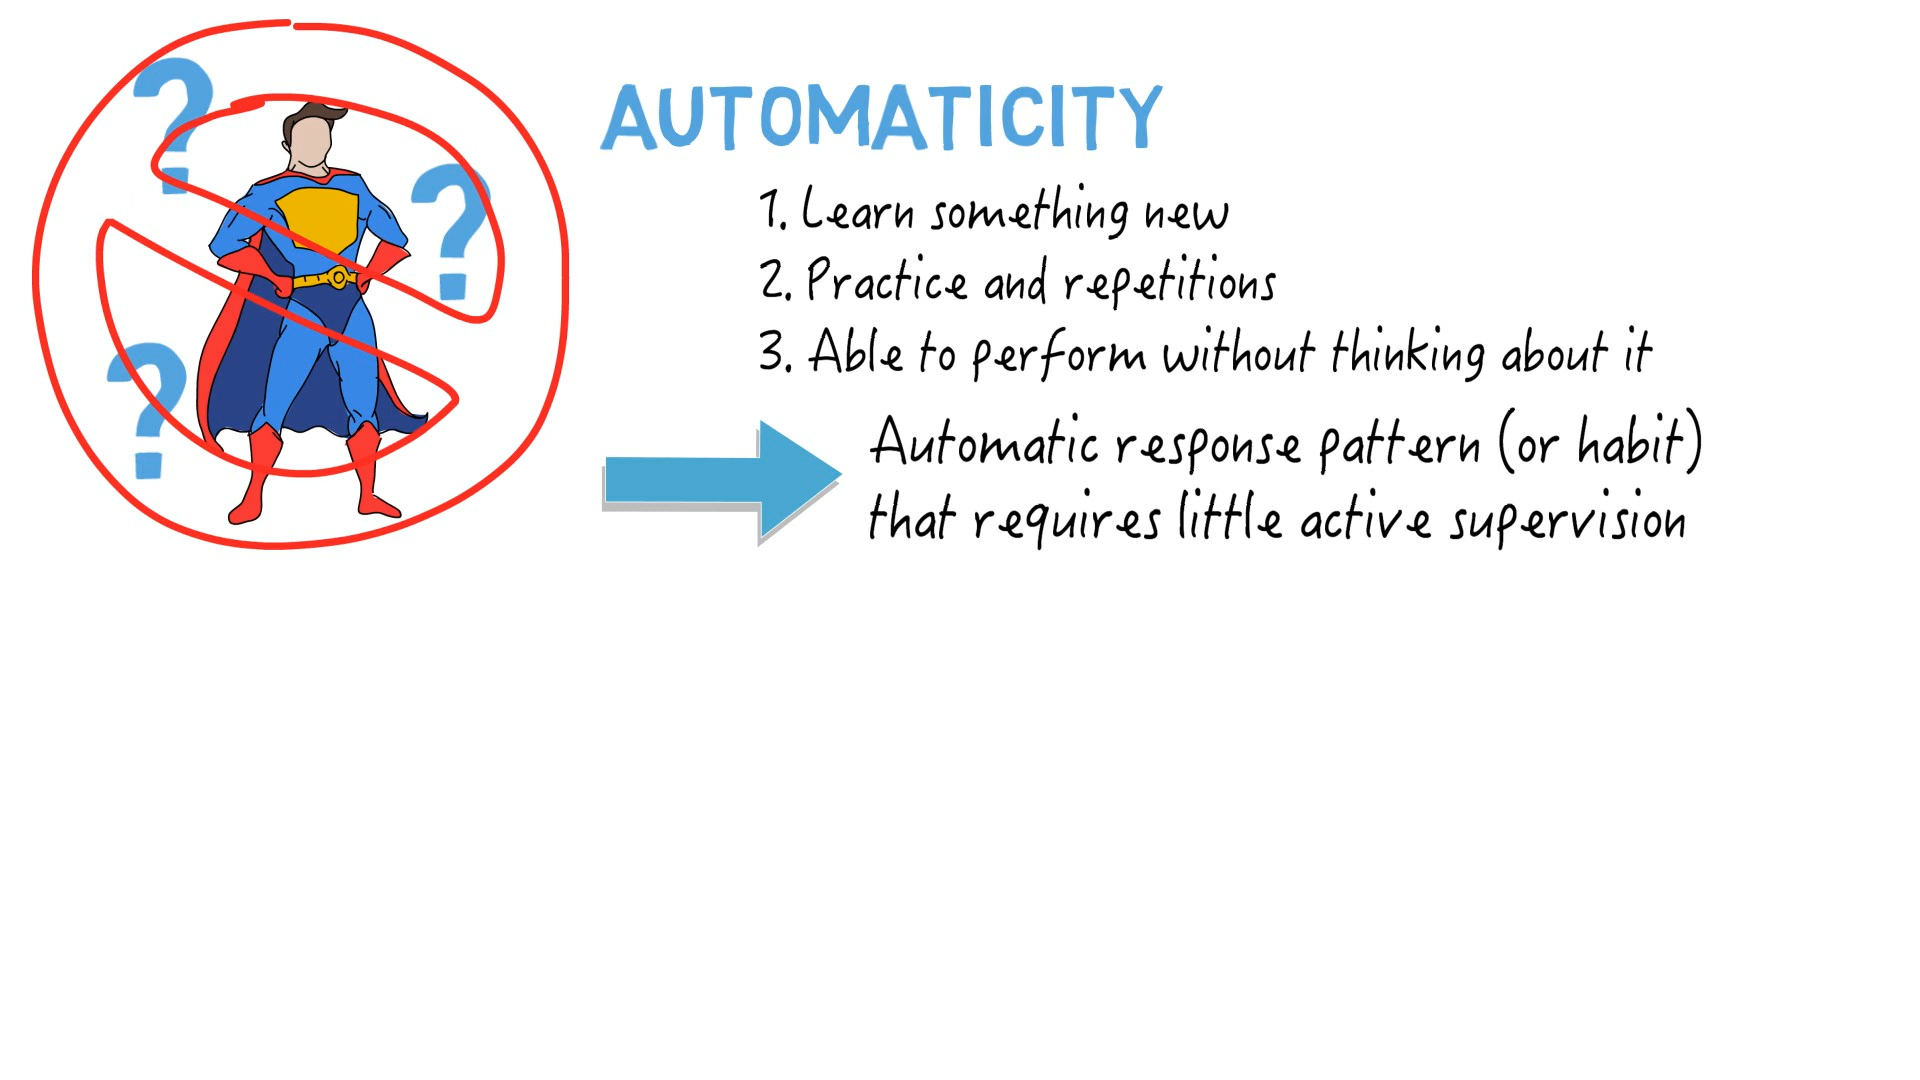 ?
?
?
AUTOMATICITY
1. Learn something new
2. Practice and repetitions
3. Able to perform without thinking about it
Automatic response pattern (or habit)
that requires little active supervision